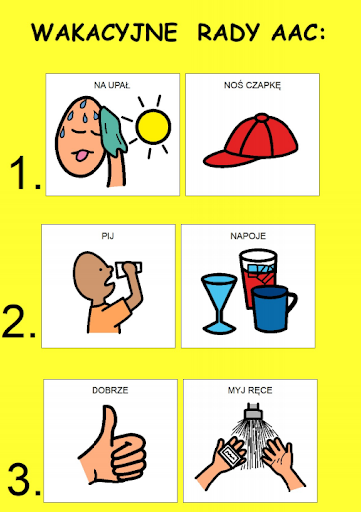 WAKACYJNE RADY AAC:
1.
NA UPAŁ
NOŚ CZAPKĘ
2.
PIJ
NAPOJE
3.
DOBRZE
MYJ RĘCE